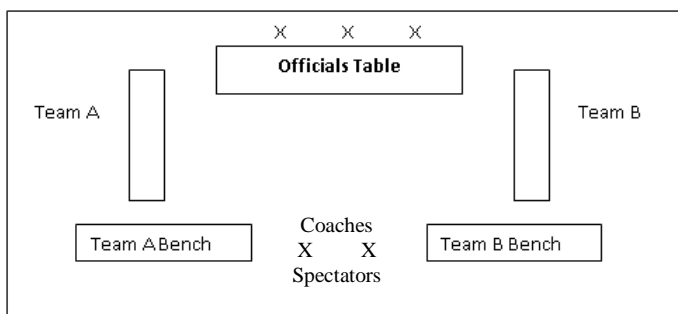 X X X
Officials Table
Team A
Team B
Coaches
Team A Bench
X X
Team B Bench
Spectators